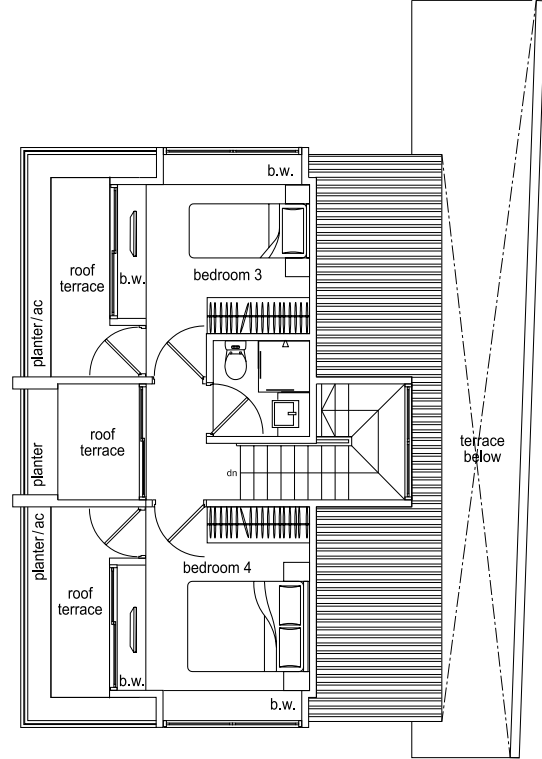 b.w.
bedroom 3
roof
terrace
b.w.
planter / ac
roof
terrace
planter
terrace
below
dn
planter / ac
bedroom 4
roof
terrace
b.w.
b.w.